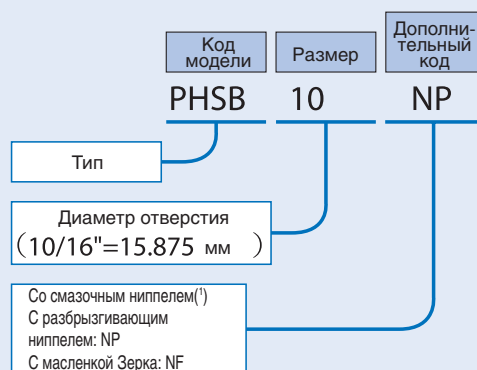 Код
модели
Размер
Дополни-
тельный
код
PHSB
10
NP
Тип
Диаметр отверстия
(10/16"=15.875 мм )
Со смазочным ниппелем(¹)
С разбрызгивающим
ниппелем: NP
С масленкой Зерка: NF